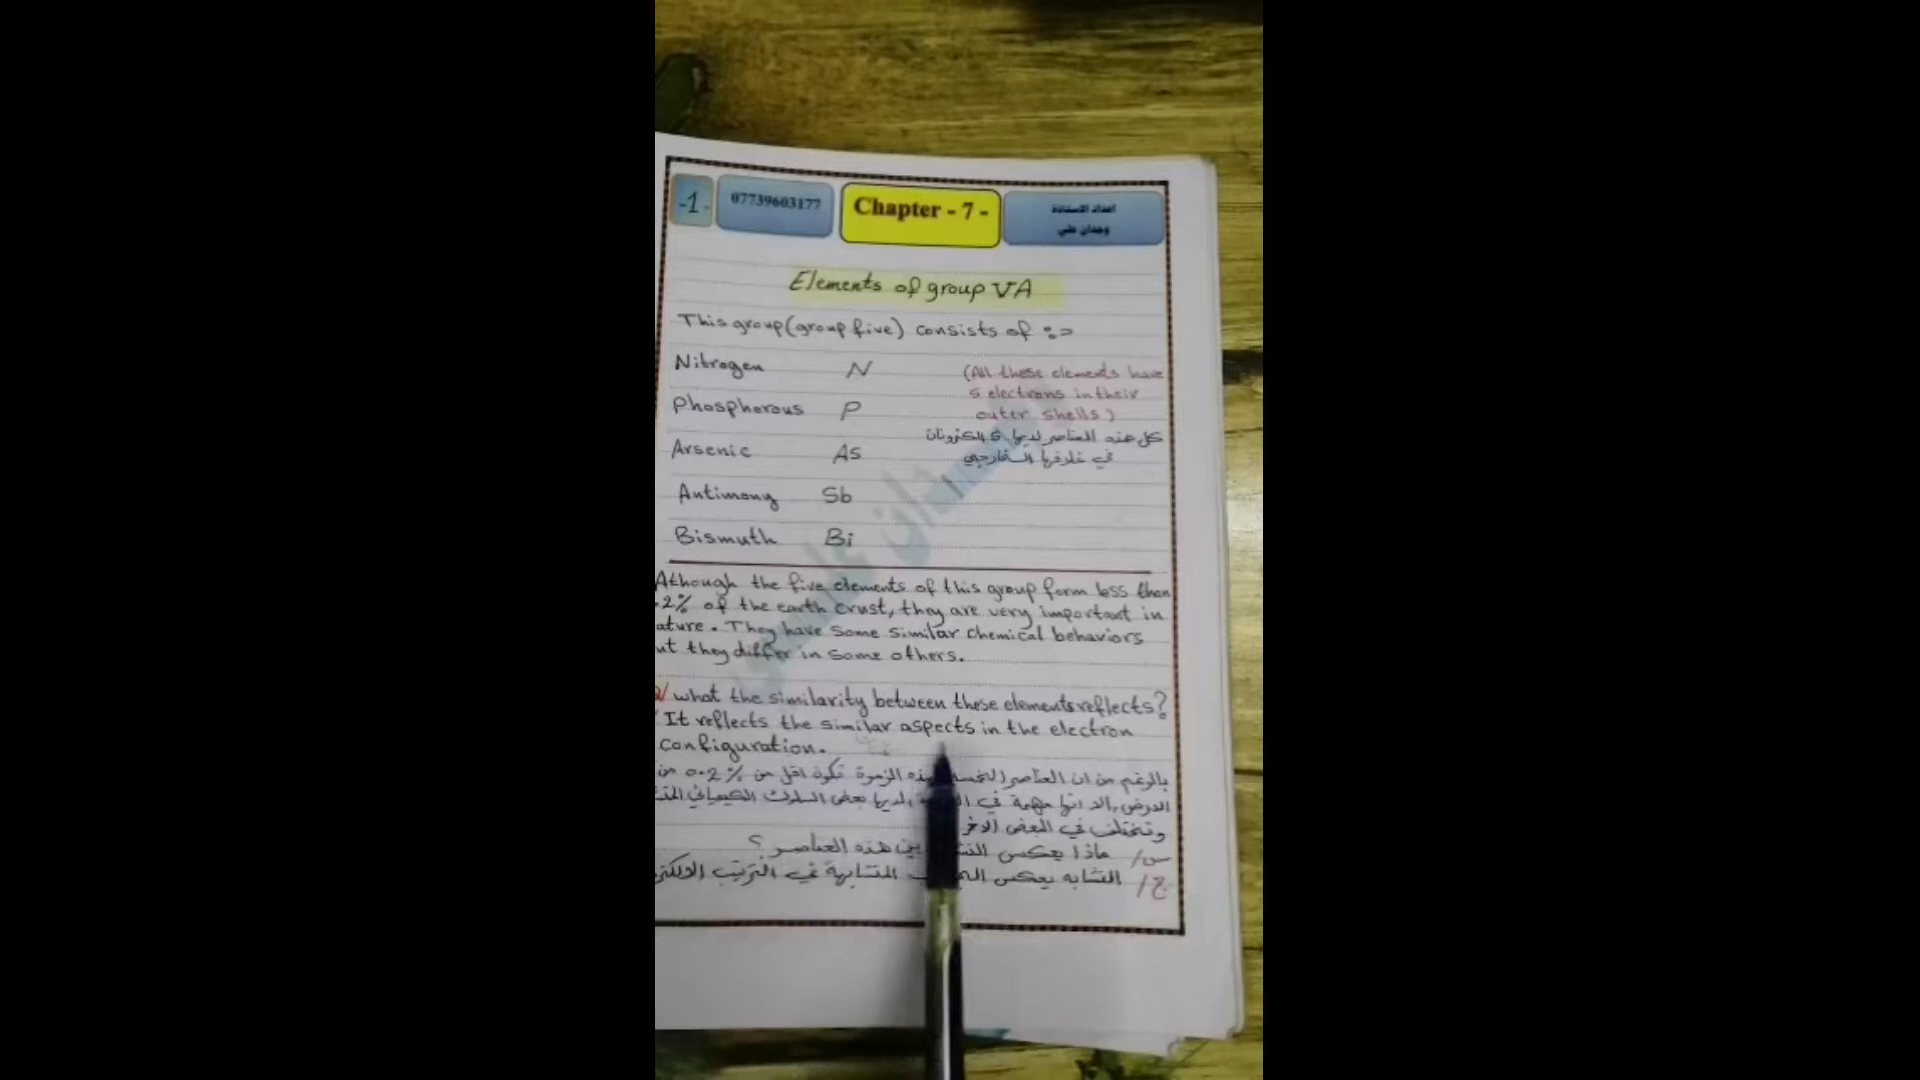 -1-
07739603177
Chapter - 7 -
اعداد الاستاذة
وجدان علي
Elements of group VA
This group (group five) consists of :->
Nitrogen N
(All these elements have
5 electrons in their
outer shells)
Phosphorous P
كل هذه العناصر لديها 5 الكترونات
في غلافها الخارجي
Arsenic As
Antimony Sb
Bismuth Bi
Athough the five elements of this group form less than
.2% of the earth crust, they are very important in
ature. They have some similar chemical behaviors
ut they differ in some others.
what the similarity between these elements reflects?
It reflects the similar aspects in the electron
configuration.
بالرغم من ان العناصر الخمسة الزمرة تكون اقل من 0.2% من
الارض، الا انها مهمة في لديها بعض السلوك الكيميائي
وتختلف في البعض
س/ ماذا يعكس هذه العناصر؟
ج/ التشابه يعكس المتشابهة في الترتيب